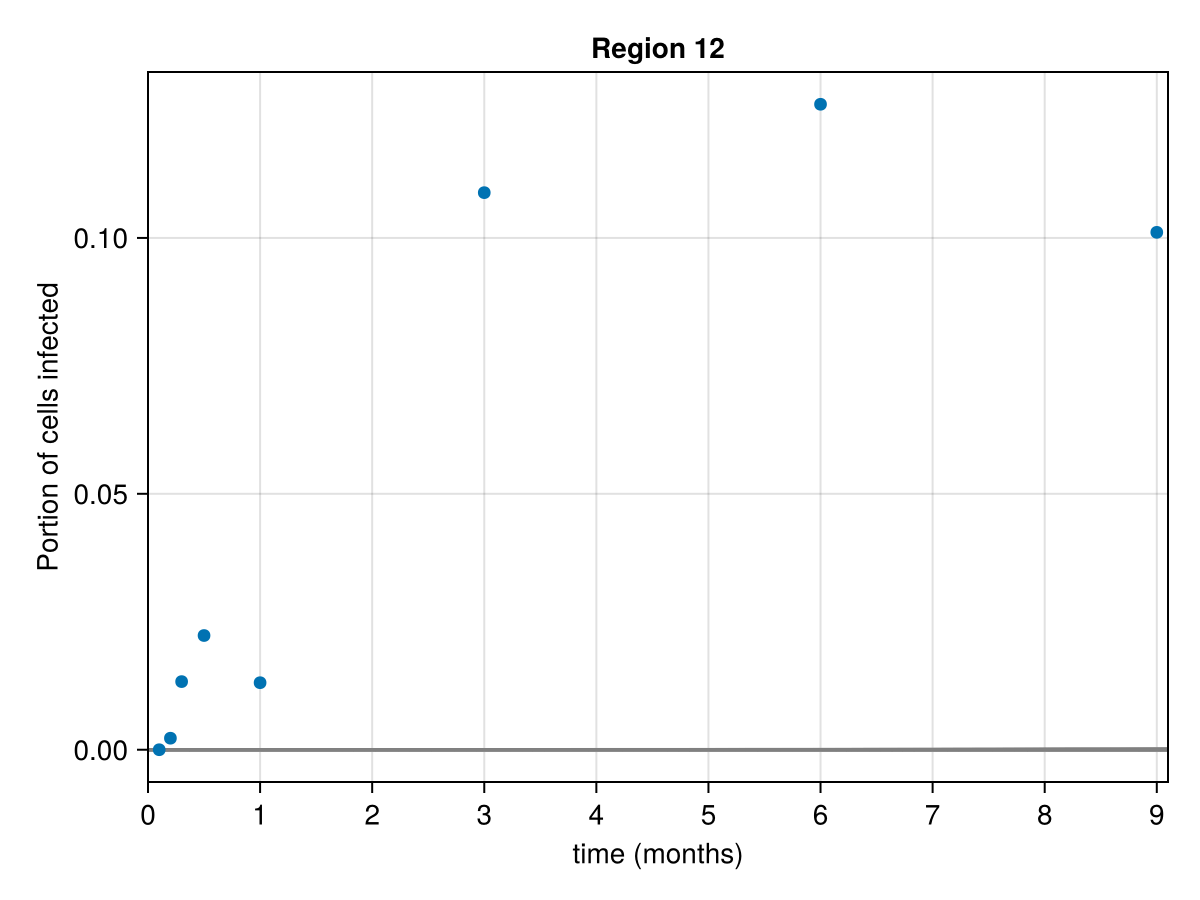 Region 12
Portion of cells infected
0.10
0.05
0.00
0 1 2 3 4 5 6 7 8 9
time (months)